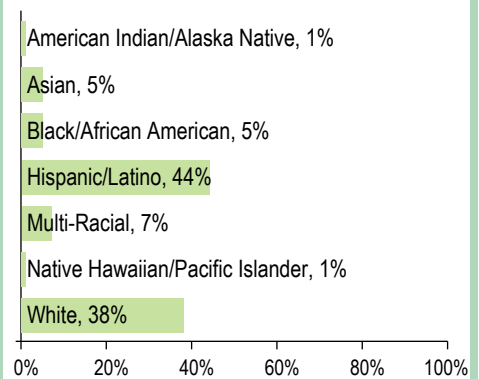 American Indian/Alaska Native, 1%
Asian, 5%
Black/African American, 5%
Hispanic/Latino, 44%
Multi-Racial, 7%
Native Hawaiian/Pacific Islander, 1%
White, 38%
0% 20% 40% 60% 80% 100%